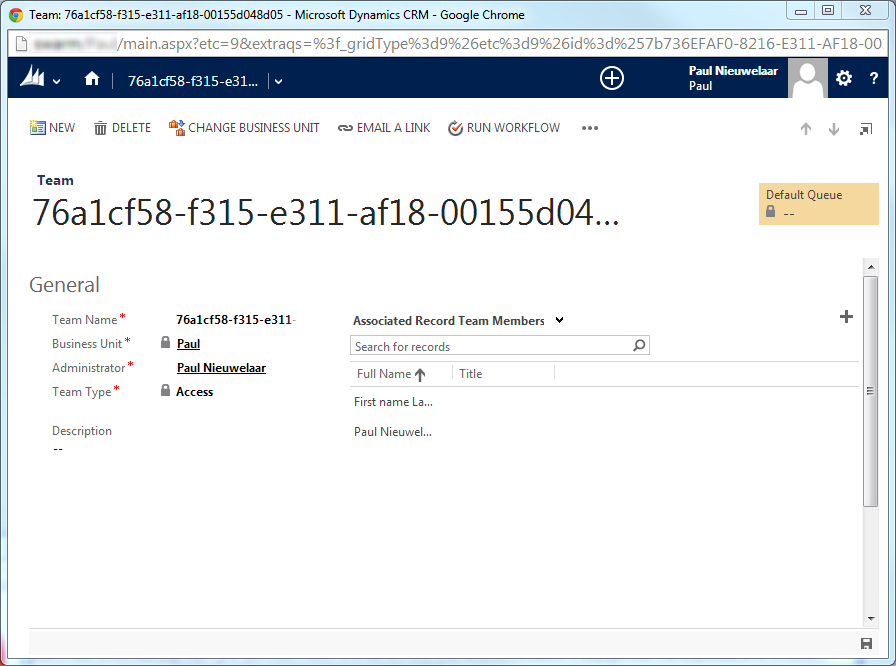 Team: 76a1cf58-f315-e311-af18-00155d048d05 - Microsoft Dynamics CRM - Google Chrome
/main.aspx?etc=9&extraqs=%3f_gridType%3d9%26etc%3d9%26id%3d%257b736EFAF0-8216-E311-AF18-00
76a1cf58-f315-e31...
Paul Nieuwelaar
Paul
?
NEW
DELETE
CHANGE BUSINESS UNIT
EMAIL A LINK
RUN WORKFLOW
•••
Team
76a1cf58-f315-e311-af18-00155d04...
Default Queue
--
General
Team Name*
76a1cf58-f315-e311-
Business Unit*
Paul
Administrator*
Paul Nieuwelaar
Team Type*
Access
Description
--
Associated Record Team Members
Search for records
Full Name
Title
First name La...
Paul Nieuwel...